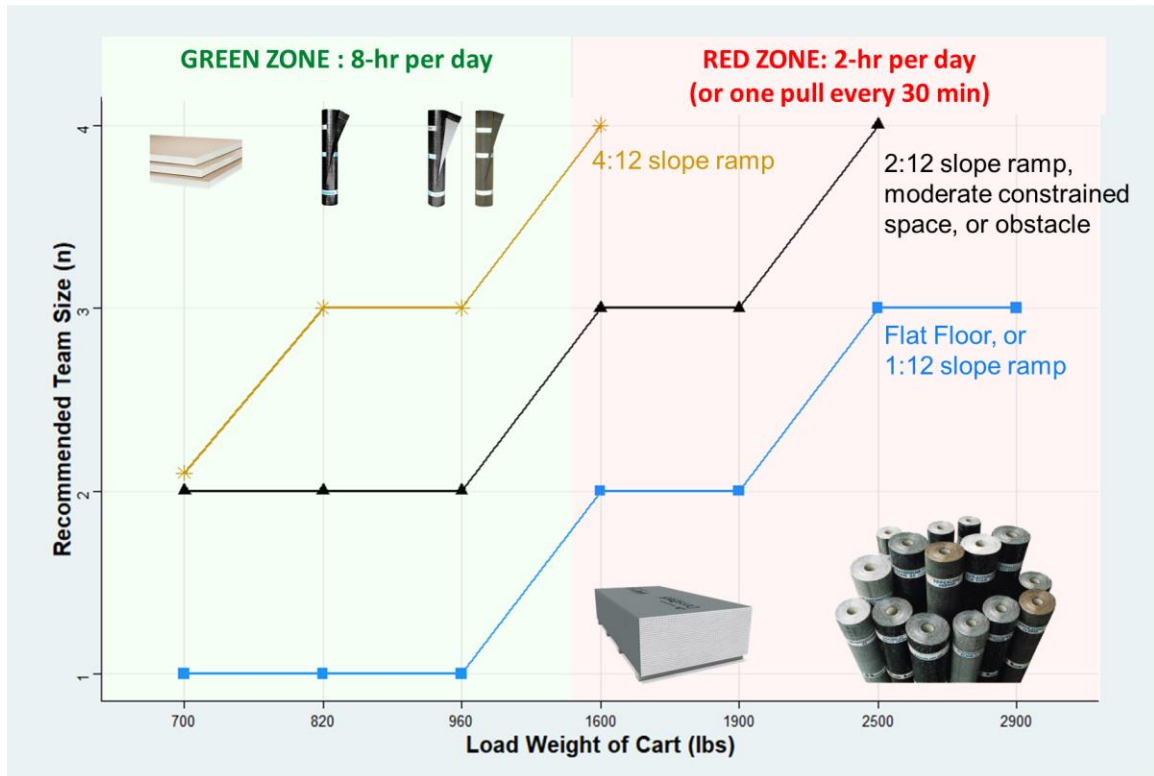 GREEN ZONE : 8-hr per day
RED ZONE: 2-hr per day
(or one pull every 30 min)
4:12 slope ramp
2:12 slope ramp,
moderate constrained
space, or obstacle
Flat Floor, or
1:12 slope ramp
Recommended Team Size (n)
4
3
2
1
700
820
960
1600
1900
2500
2900
Load Weight of Cart (lbs)